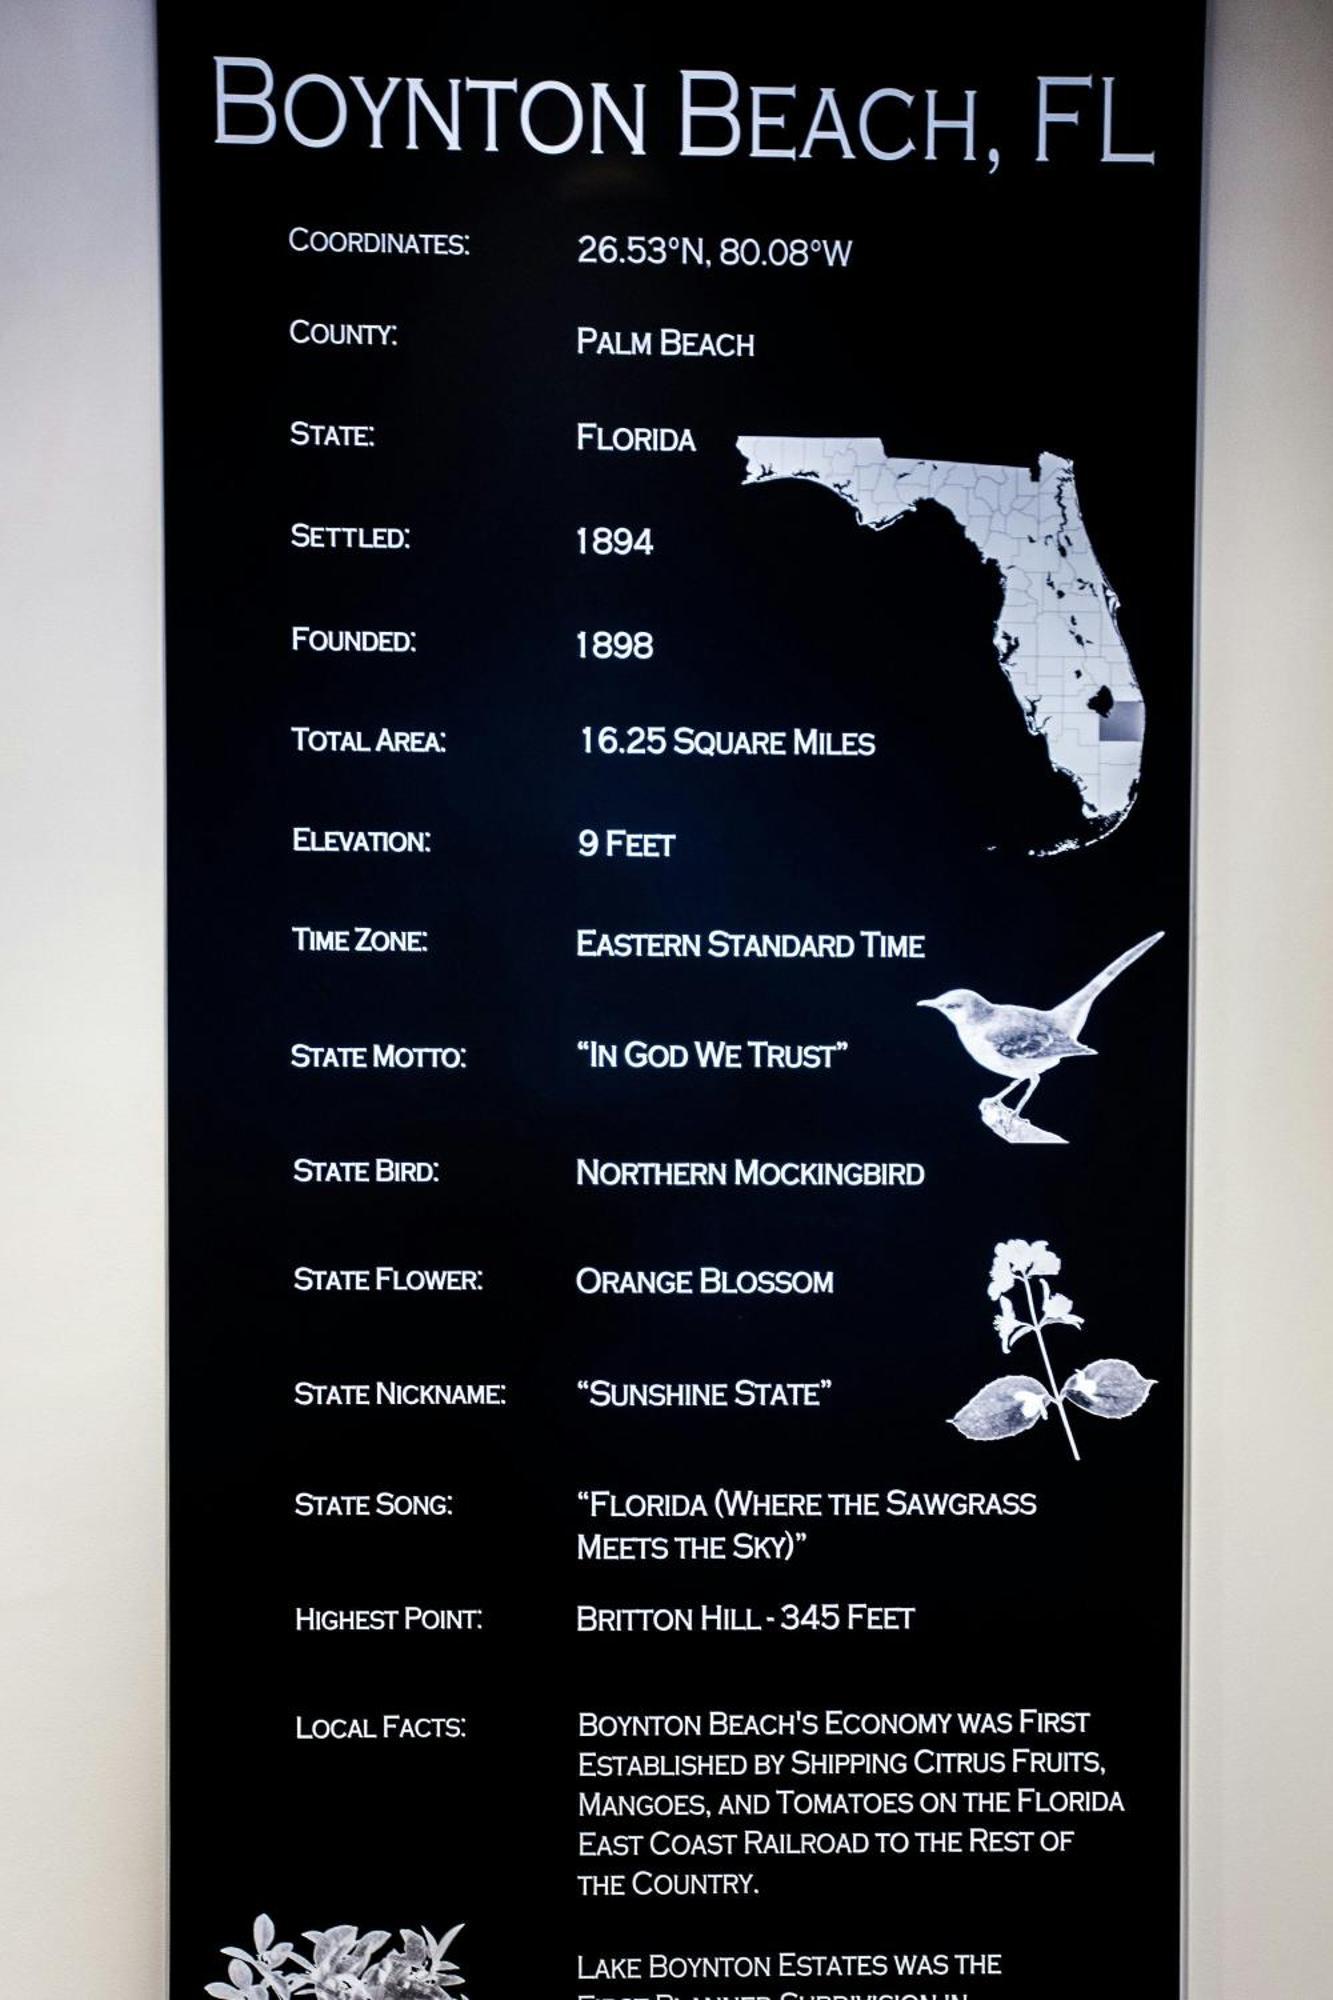 BOYNTON BEACH, FL
COORDINATES: 26.53°N, 80.08°W
COUNTY: PALM BEACH
STATE: FLORIDA
SETTLED: 1894
FOUNDED: 1898
TOTAL AREA: 16.25 SQUARE MILES
ELEVATION: 9 FEET
TIME ZONE: EASTERN STANDARD TIME
STATE MOTTO: “IN GOD WE TRUST”
STATE BIRD: NORTHERN MOCKINGBIRD
STATE FLOWER: ORANGE BLOSSOM
STATE NICKNAME: “SUNSHINE STATE”
STATE SONG: “FLORIDA (WHERE THE SAWGRASS
MEETS THE SKY)”
HIGHEST POINT: BRITTON HILL - 345 FEET
LOCAL FACTS: BOYNTON BEACH'S ECONOMY WAS FIRST
ESTABLISHED BY SHIPPING CITRUS FRUITS,
MANGOES, AND TOMATOES ON THE FLORIDA
EAST COAST RAILROAD TO THE REST OF
THE COUNTRY.
LAKE BOYNTON ESTATES WAS THE
FIRST PLANNED SUBDIVISION IN